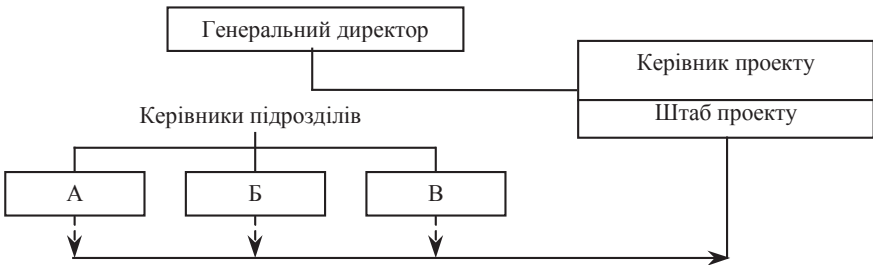 Генеральний директор
Керівник проекту
Штаб проекту
Керівники підрозділів
А
Б
В